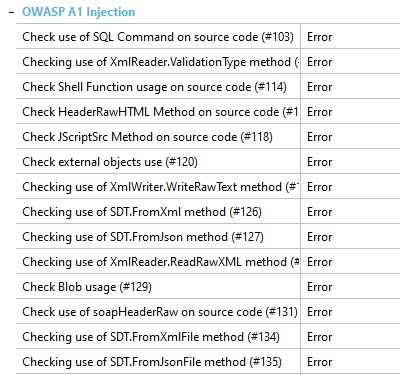 OWASP A1 Injection
Check use of SQL Command on source code (#103) Error
Checking use of XmlReader.ValidationType method ( Error
Check Shell Function usage on source code (#114) Error
Check HeaderRawHTML Method on source code (#1 Error
Check JScriptSrc Method on source code (#118) Error
Check external objects use (#120) Error
Checking use of XmlWriter.WriteRawText method (# Error
Checking use of SDT.FromXml method (#126) Error
Checking use of SDT.FromJson method (#127) Error
Checking use of XmlReader.ReadRawXML method (# Error
Check Blob usage (#129) Error
Check use of soapHeaderRaw on source code (#131) Error
Checking use of SDT.FromXmlFile method (#134) Error
Checking use of SDT.FromJsonFile method (#135) Error